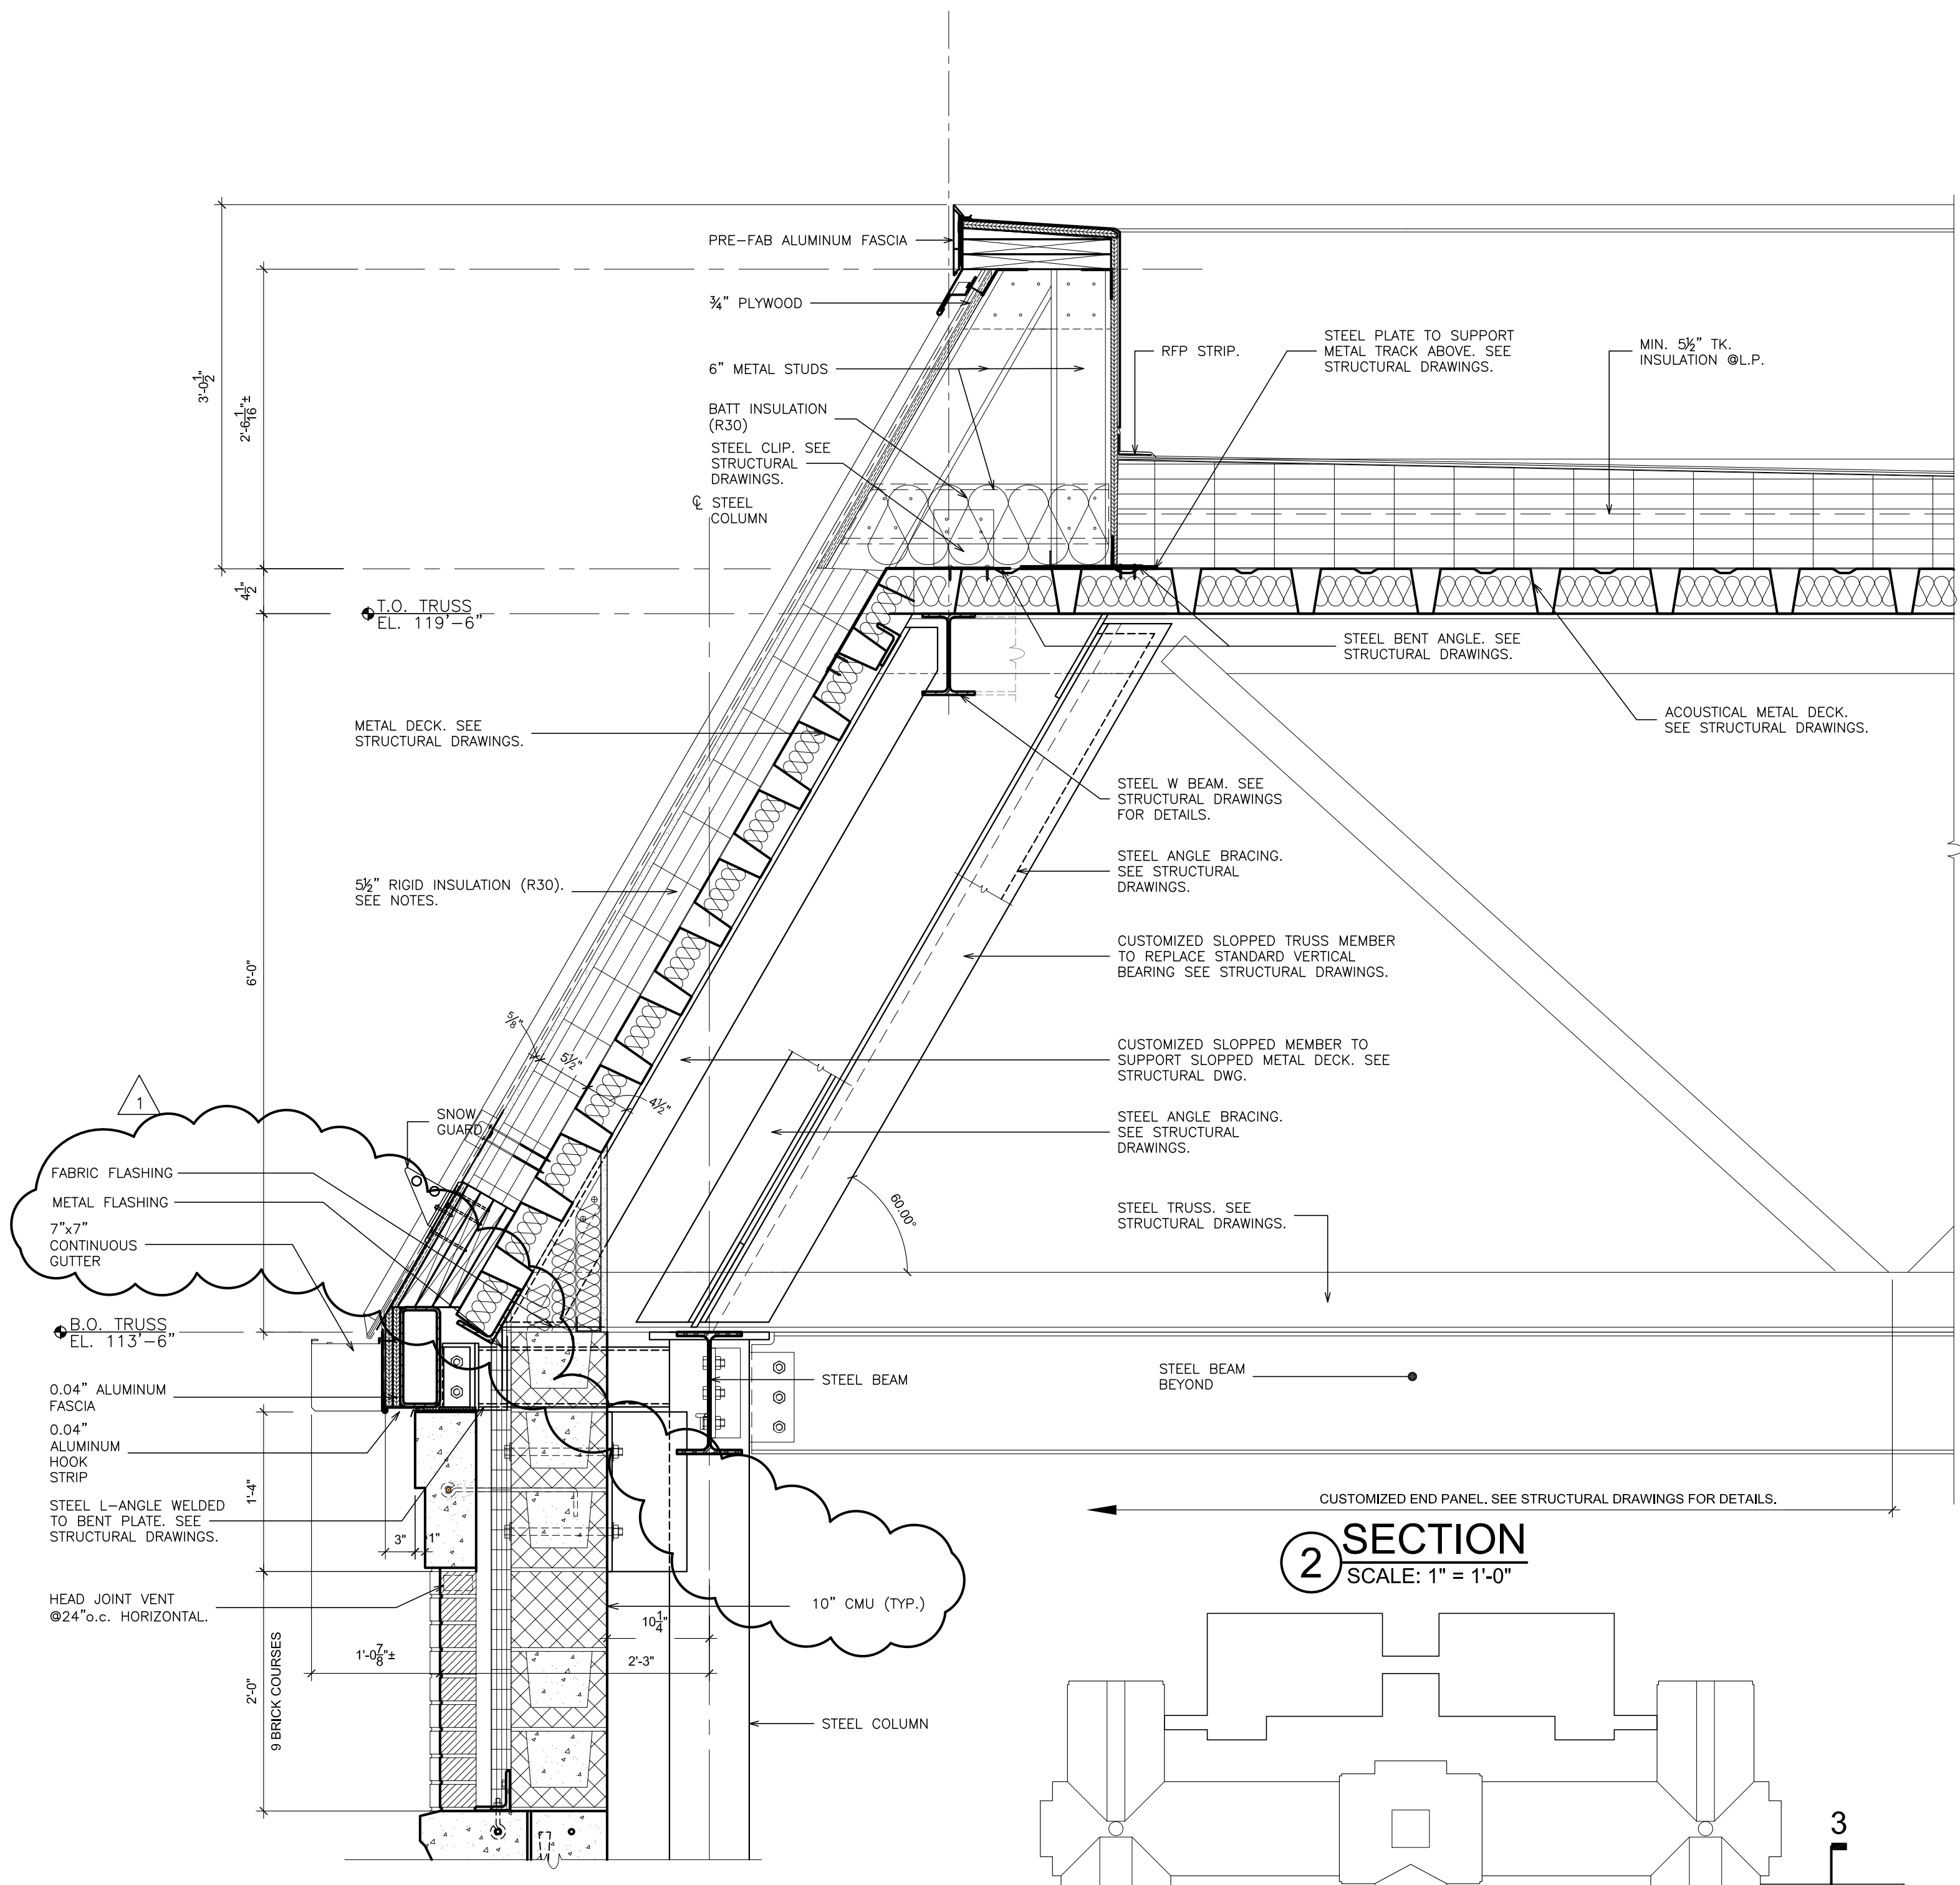 PRE-FAB ALUMINUM FASCIA
¾" PLYWOOD
6" METAL STUDS
BATT INSULATION
(R30)
STEEL CLIP. SEE
STRUCTURAL
DRAWINGS.
℄ STEEL
COLUMN
RFP STRIP.
STEEL PLATE TO SUPPORT
METAL TRACK ABOVE. SEE
STRUCTURAL DRAWINGS.
MIN. 5½" TK.
INSULATION @L.P.
3'-0½"
2'-6 1/16"±
4½"
T.O. TRUSS
EL. 119'-6"
STEEL BENT ANGLE. SEE
STRUCTURAL DRAWINGS.
METAL DECK. SEE
STRUCTURAL DRAWINGS.
ACOUSTICAL METAL DECK.
SEE STRUCTURAL DRAWINGS.
STEEL W BEAM. SEE
STRUCTURAL DRAWINGS
FOR DETAILS.
STEEL ANGLE BRACING.
SEE STRUCTURAL
DRAWINGS.
5½" RIGID INSULATION (R30).
SEE NOTES.
CUSTOMIZED SLOPPED TRUSS MEMBER
TO REPLACE STANDARD VERTICAL
BEARING SEE STRUCTURAL DRAWINGS.
6'-0"
5/8"
5½"
4½"
CUSTOMIZED SLOPPED MEMBER TO
SUPPORT SLOPPED METAL DECK. SEE
STRUCTURAL DWG.
1
SNOW
GUARD
STEEL ANGLE BRACING.
SEE STRUCTURAL
DRAWINGS.
FABRIC FLASHING
METAL FLASHING
7"x7"
CONTINUOUS
GUTTER
60.00°
STEEL TRUSS. SEE
STRUCTURAL DRAWINGS.
B.O. TRUSS
EL. 113'-6"
STEEL BEAM
STEEL BEAM
BEYOND
0.04" ALUMINUM
FASCIA
0.04"
ALUMINUM
HOOK
STRIP
STEEL L-ANGLE WELDED
TO BENT PLATE. SEE
STRUCTURAL DRAWINGS.
1'-4"
3"
1"
CUSTOMIZED END PANEL. SEE STRUCTURAL DRAWINGS FOR DETAILS.
2 SECTION
SCALE: 1" = 1'-0"
HEAD JOINT VENT
@24"o.c. HORIZONTAL.
10" CMU (TYP.)
10¼"
1'-0⅞"±
2'-3"
2'-0"
9 BRICK COURSES
STEEL COLUMN
3